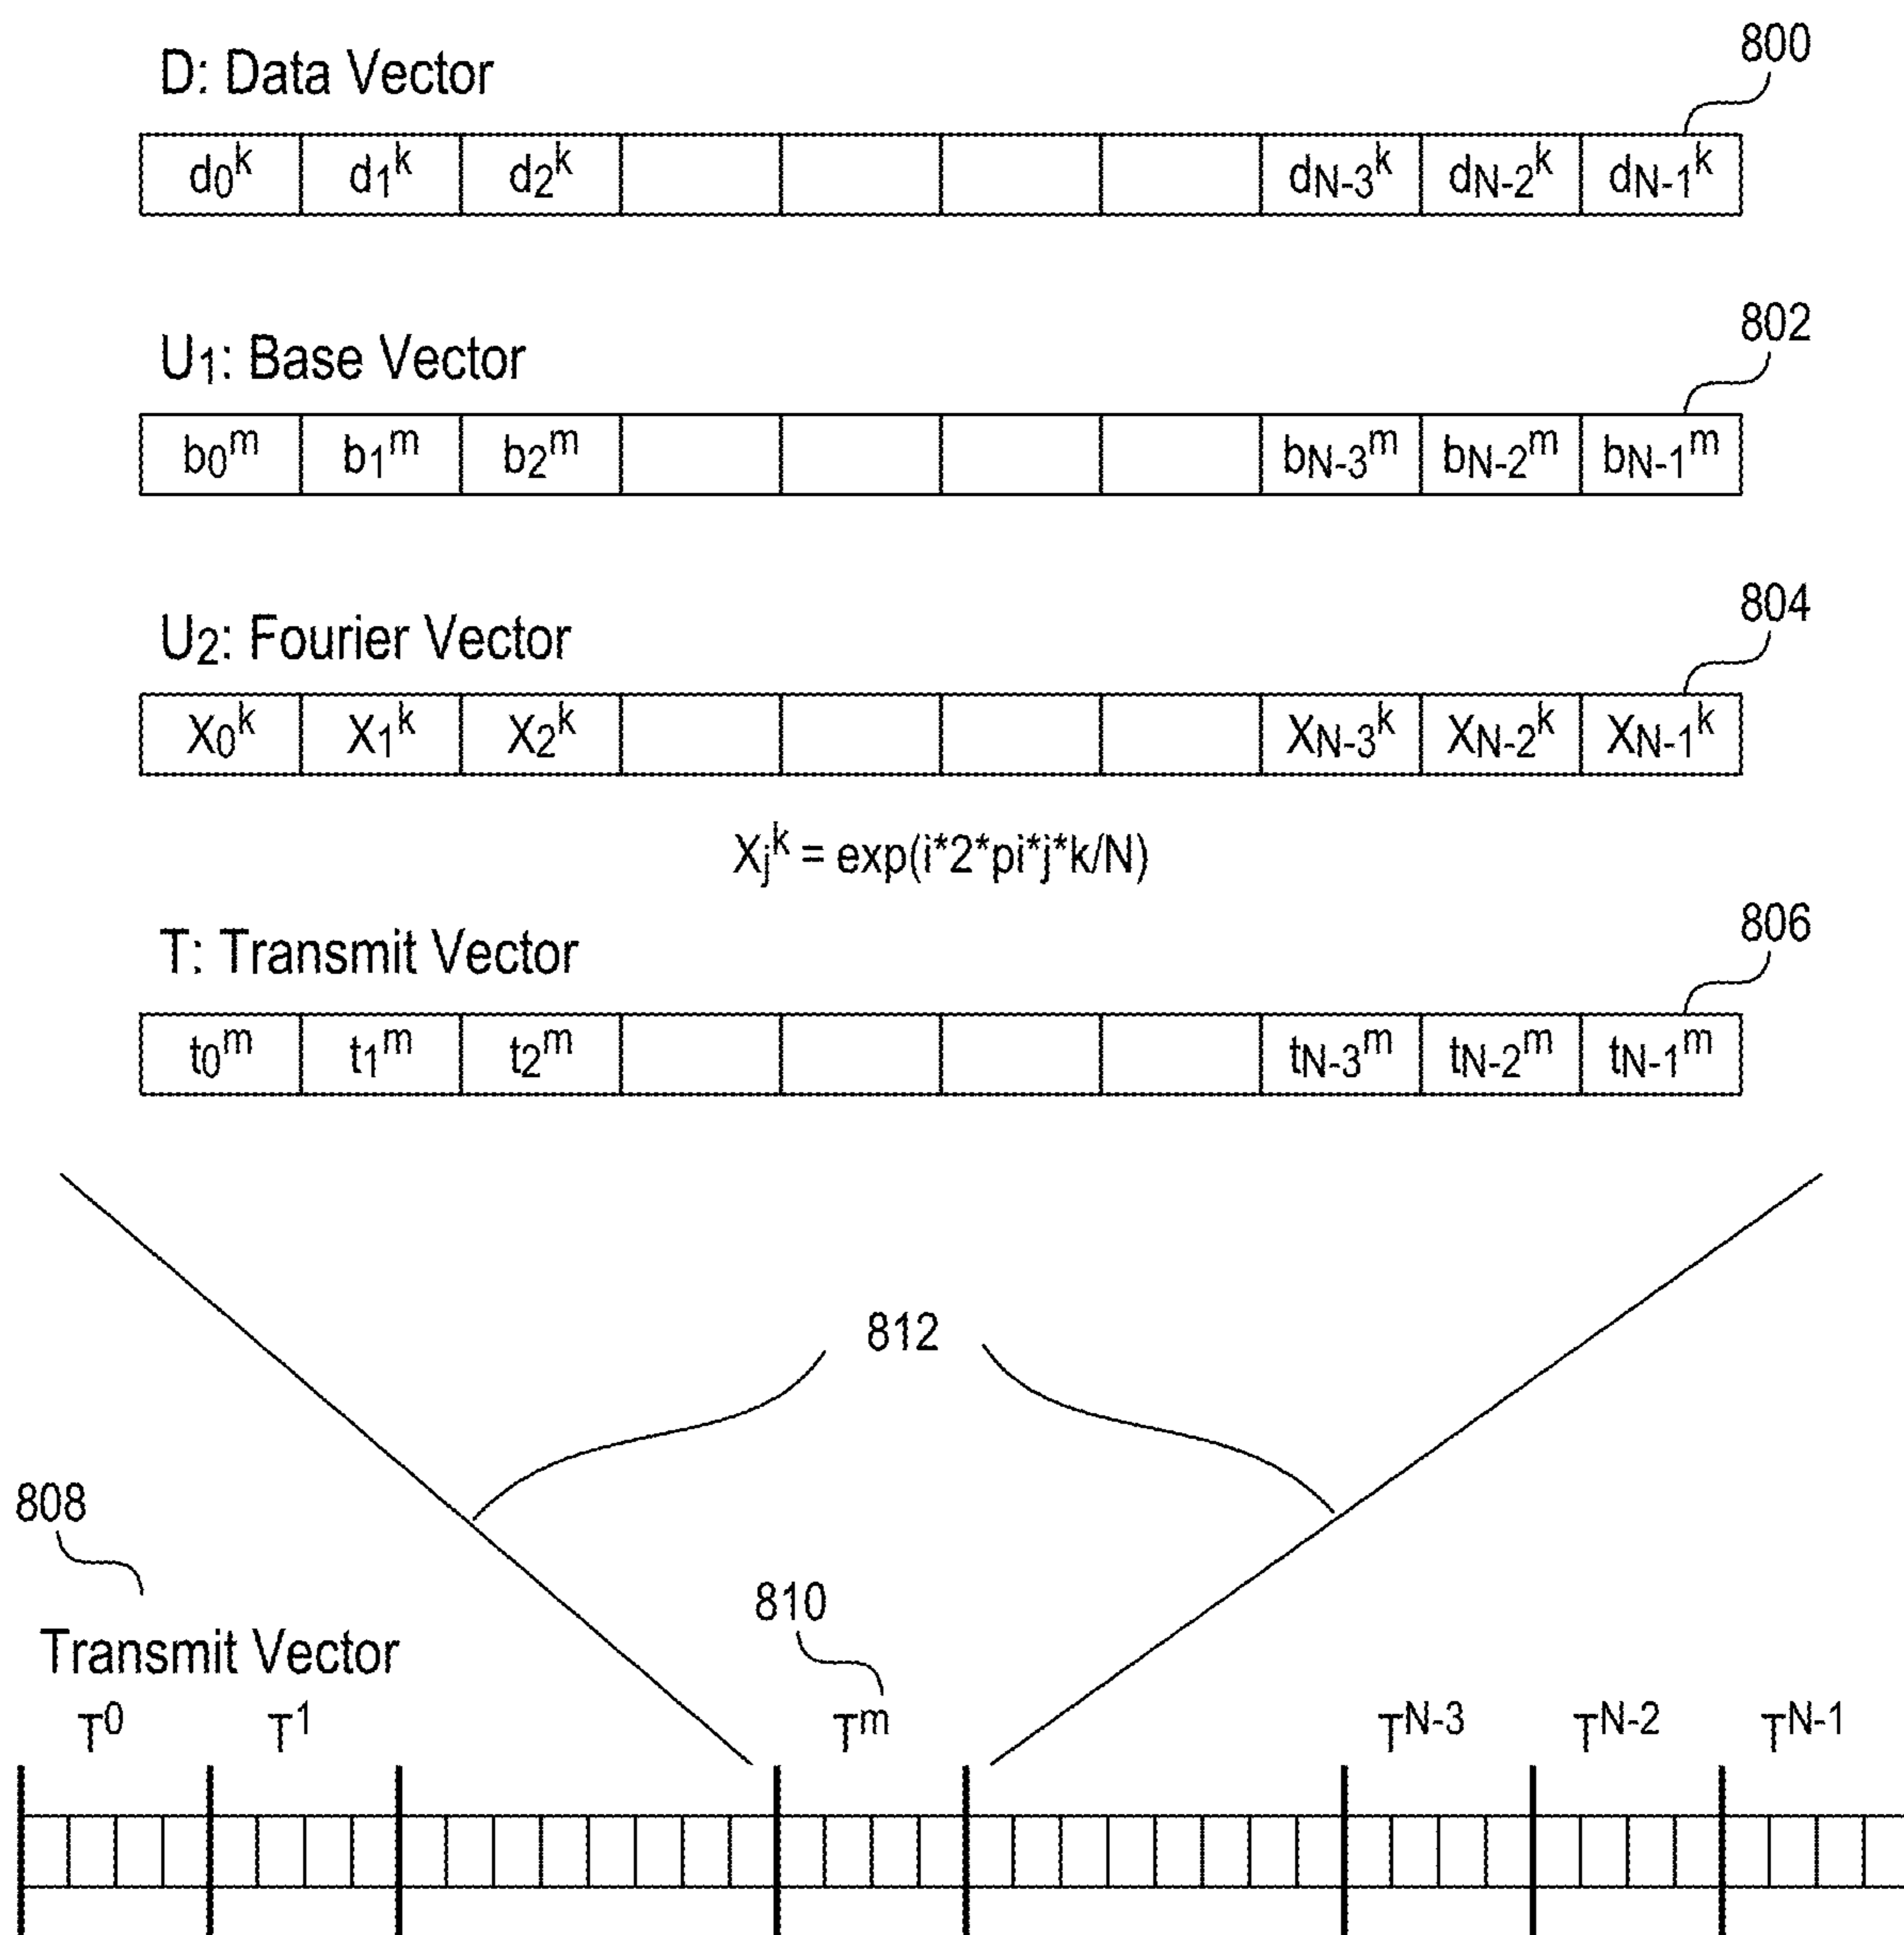 800
D: Data Vector
d₀ᵏ d₁ᵏ d₂ᵏ dN-3ᵏ dN-2ᵏ dN-1ᵏ
802
U₁: Base Vector
b₀ᵐ b₁ᵐ b₂ᵐ bN-3ᵐ bN-2ᵐ bN-1ᵐ
804
U₂: Fourier Vector
X₀ᵏ X₁ᵏ X₂ᵏ XN-3ᵏ XN-2ᵏ XN-1ᵏ
Xⱼᵏ = exp(i*2*pi*j*k/N)
806
T: Transmit Vector
t₀ᵐ t₁ᵐ t₂ᵐ tN-3ᵐ tN-2ᵐ tN-1ᵐ
812
808
810
Transmit Vector
T⁰ T¹ Tᵐ Tᴺ⁻³ Tᴺ⁻² Tᴺ⁻¹